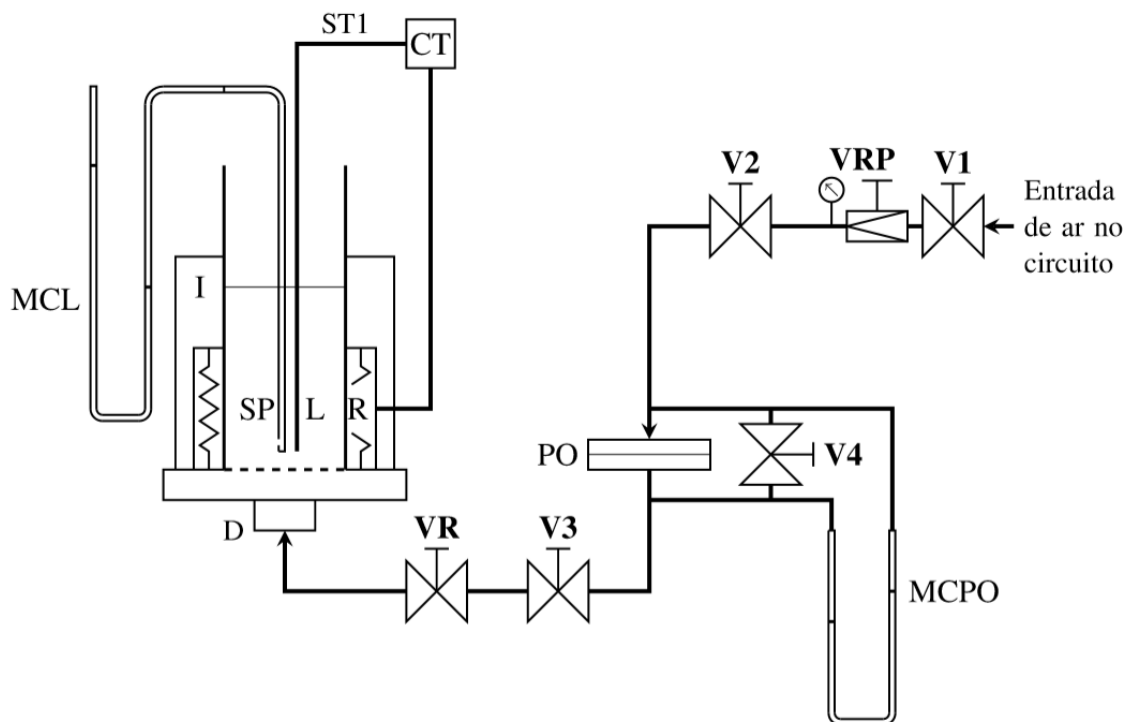 ST1
CT
V2
VRP
V1
Entrada
de ar no
circuito
I
MCL
SP
L
R
PO
V4
D
VR
V3
MCPO